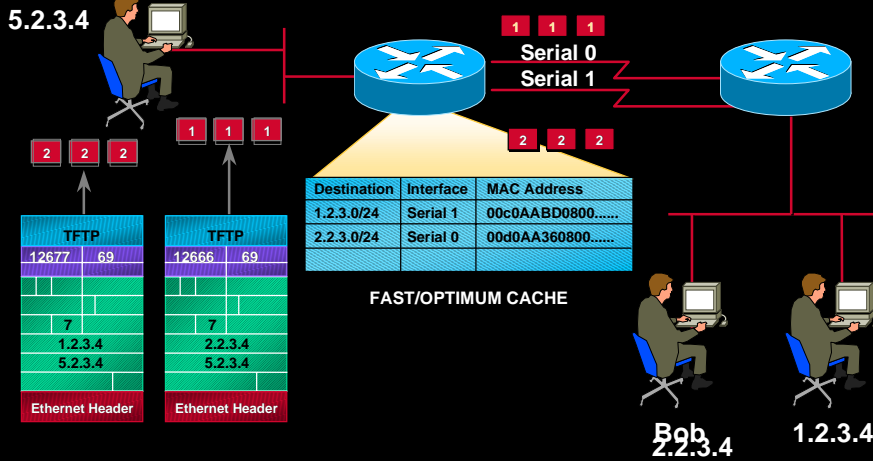 5.2.3.4
1 1 1
Serial 0
Serial 1
1 1 1
2 2 2
2 2 2
Destination Interface MAC Address
1.2.3.0/24 Serial 1 00c0AABD0800......
2.2.3.0/24 Serial 0 00d0AA360800......
FAST/OPTIMUM CACHE
TFTP
12677 69
7
1.2.3.4
5.2.3.4
Ethernet Header
TFTP
12666 69
7
2.2.3.4
5.2.3.4
Ethernet Header
Bob
2.2.3.4
1.2.3.4